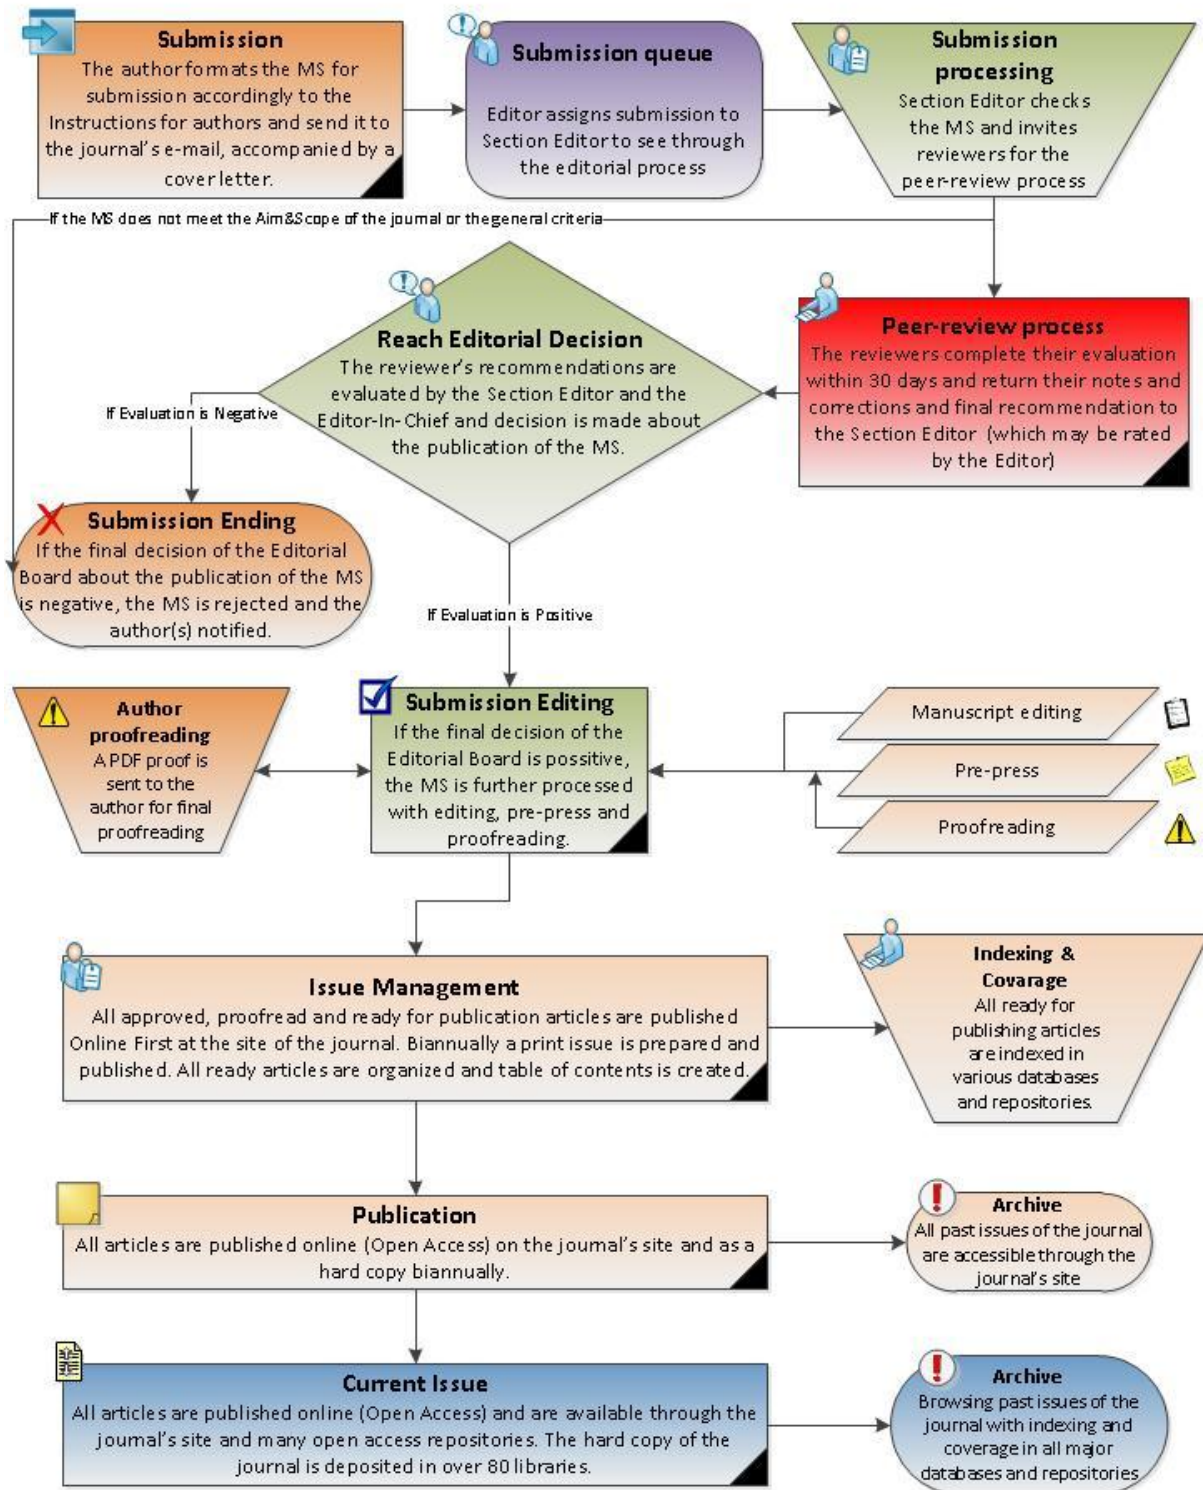 Submission
The author formats the MS for
submission accordingly to the
Instructions for authors and send it to
the journal's e-mail, accompanied by a
cover letter.
Submission queue
Editor assigns submission to
Section Editor to see through
the editorial process
Submission
processing
Section Editor checks
the MS and invites
reviewers for the
peer-review process
If the MS does not meet the Aim&Scope of the journal or thegeneral criteria
Peer-review process
The reviewers complete their evaluation
within 30 days and return their notes and
corrections and final recommendation to
the Section Editor (which may be rated
by the Editor)
Reach Editorial Decision
The reviewer's recommendations are
evaluated by the Section Editor and the
Editor-In-Chief and decision is made about
the publication of the MS.
If Evaluation is Negative
Submission Ending
If the final decision of the Editorial
Board about the publication of the MS
is negative, the MS is rejected and the
author(s) notified.
If Evaluation is Positive
Author
proofreading
A PDF proof is
sent to the
author for final
proofreading
Submission Editing
If the final decision of the
Editorial Board is possitive,
the MS is further processed
with editing, pre-press and
proofreading.
Manuscript editing
Pre-press
Proofreading
Issue Management
All approved, proofread and ready for publication articles are published
Online First at the site of the journal. Biannually a print issue is prepared and
published. All ready articles are organized and table of contents is created.
Indexing &
Covarage
All ready for
publishing articles
are indexed in
various databases
and repositories.
Publication
All articles are published online (Open Access) on the journal's site and as a
hard copy biannually.
Archive
All past issues of the journal
are accessible through the
journal's site
Current Issue
All articles are published online (Open Access) and are available through the
journal's site and many open access repositories. The hard copy of the
journal is deposited in over 80 libraries.
Archive
Browsing past issues of the
journal with indexing and
coverage in all major
databases and repositories